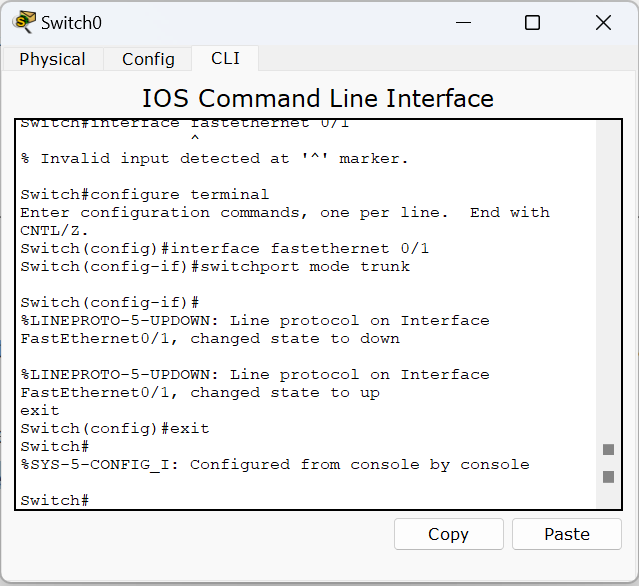 Switch0
Physical
Config
CLI
IOS Command Line Interface
Switch#interface fastethernet 0/1
^
% Invalid input detected at '^' marker.
Switch#configure terminal
Enter configuration commands, one per line.  End with
CNTL/Z.
Switch(config)#interface fastethernet 0/1
Switch(config-if)#switchport mode trunk
Switch(config-if)#
%LINEPROTO-5-UPDOWN: Line protocol on Interface
FastEthernet0/1, changed state to down
%LINEPROTO-5-UPDOWN: Line protocol on Interface
FastEthernet0/1, changed state to up
exit
Switch(config)#exit
Switch#
%SYS-5-CONFIG_I: Configured from console by console
Switch#
Copy
Paste